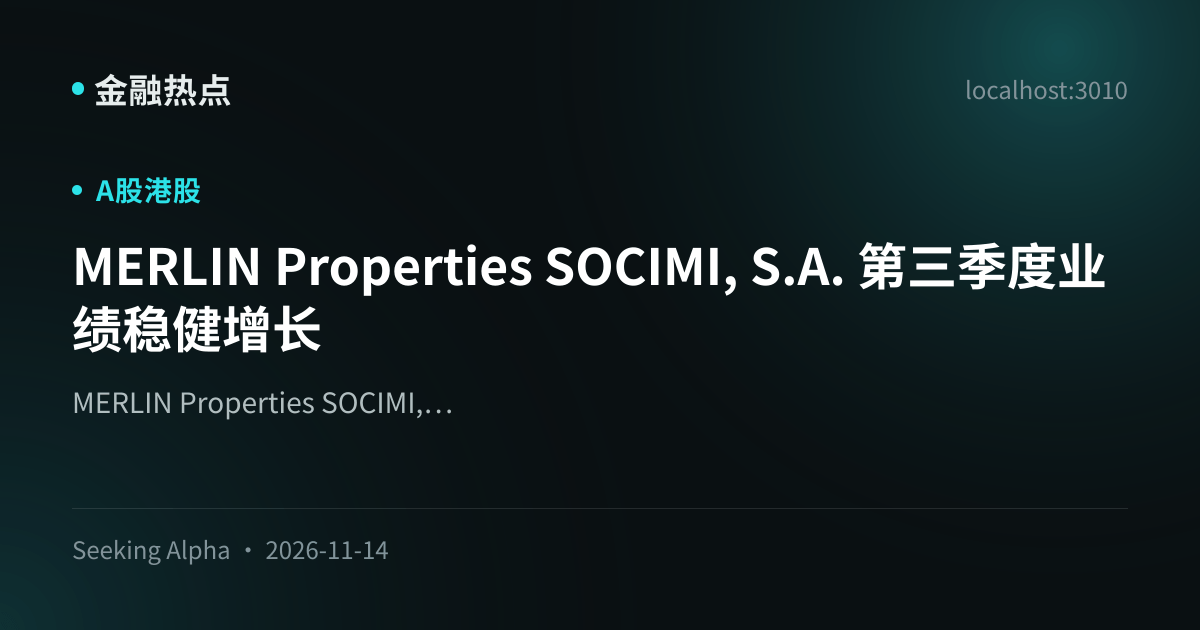 金融热点
localhost:3010
A股港股
MERLIN Properties SOCIMI, S.A. 第三季度业
绩稳健增长
MERLIN Properties SOCIMI,…
Seeking Alpha • 2026-11-14